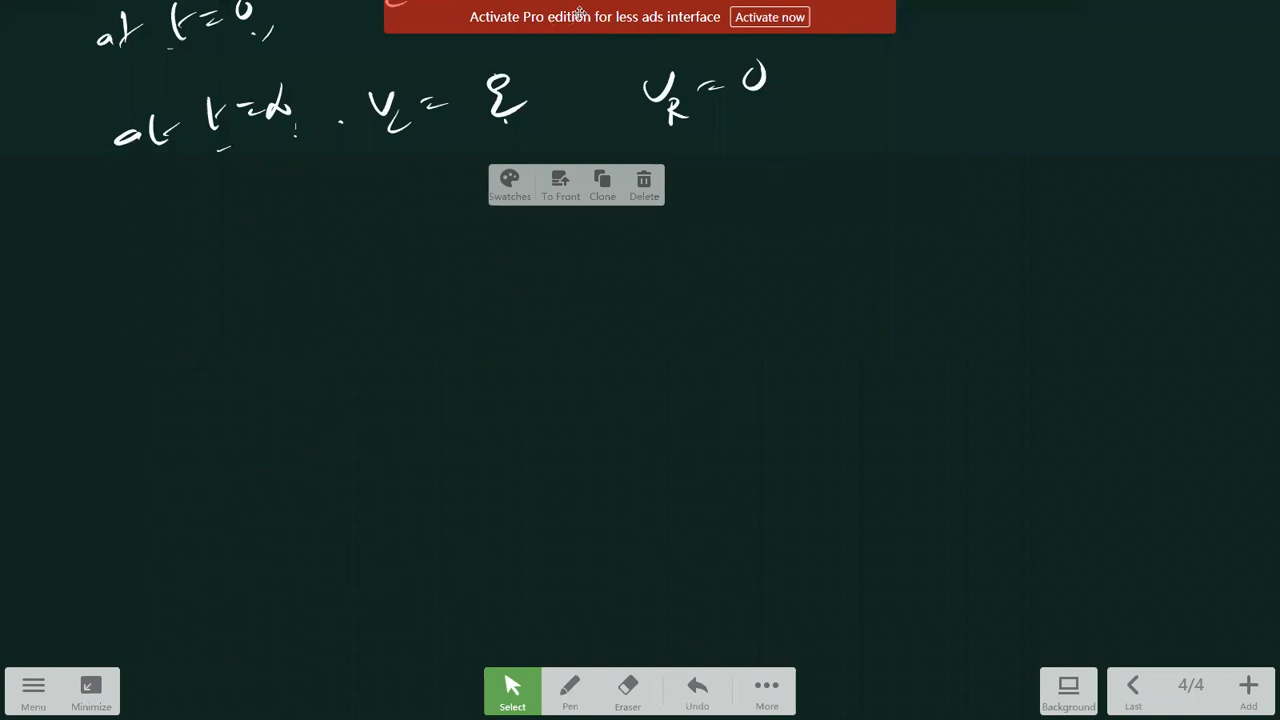 Activate Pro edition for less ads interface Activate now
at t=0,
at t=∞, V_C = ℰ V_R = 0
Swatches To Front Clone Delete
Menu Minimize Select Pen Eraser Undo More Background Last 4/4 Add